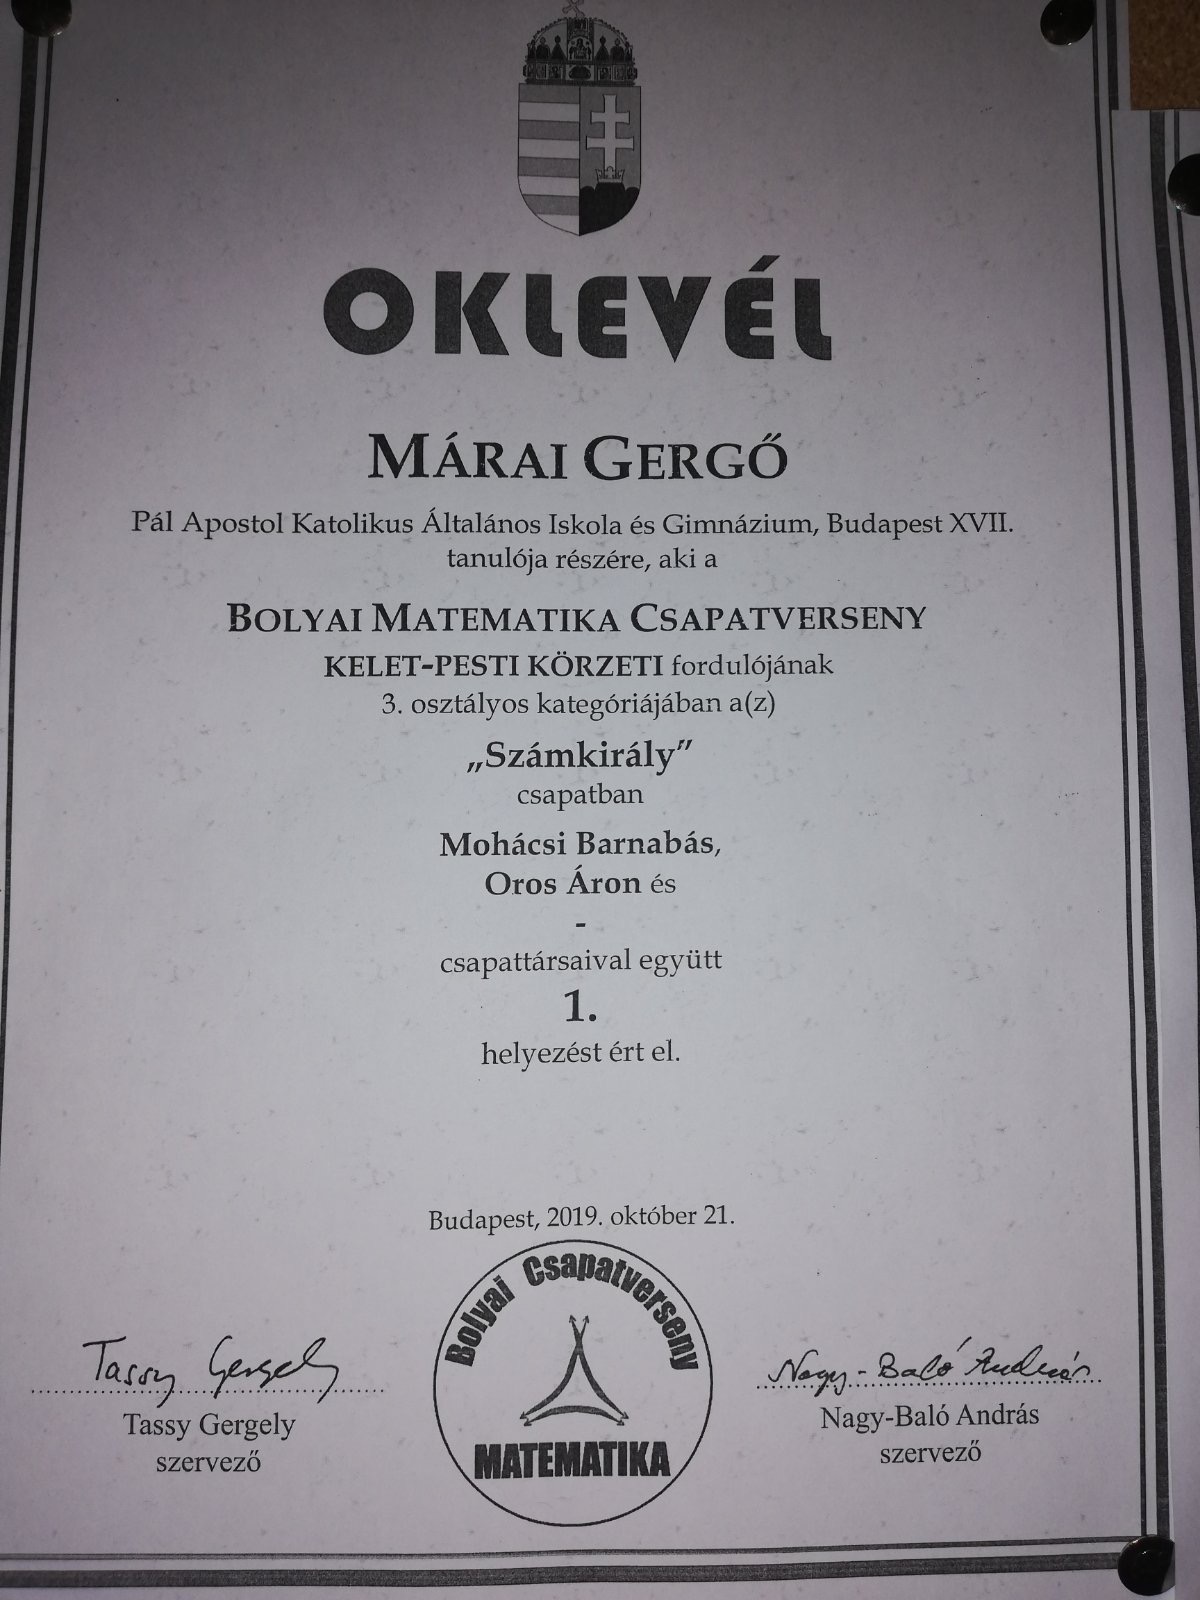 OKLEVÉL
MÁRAI GERGŐ
Pál Apostol Katolikus Általános Iskola és Gimnázium, Budapest XVII.
tanulója részére, aki a
BOLYAI MATEMATIKA CSAPATVERSENY
KELET-PESTI KÖRZETI fordulójának
3. osztályos kategóriájában a(z)
„Számkirály”
csapatban
Mohácsi Barnabás,
Oros Áron és
-
csapattársaival együtt
1.
helyezést ért el.
Budapest, 2019. október 21.
Bolyai Csapatverseny
MATEMATIKA
Tassy Gergely
Tassy Gergely
szervező
Nagy-Baló András
Nagy-Baló András
szervező